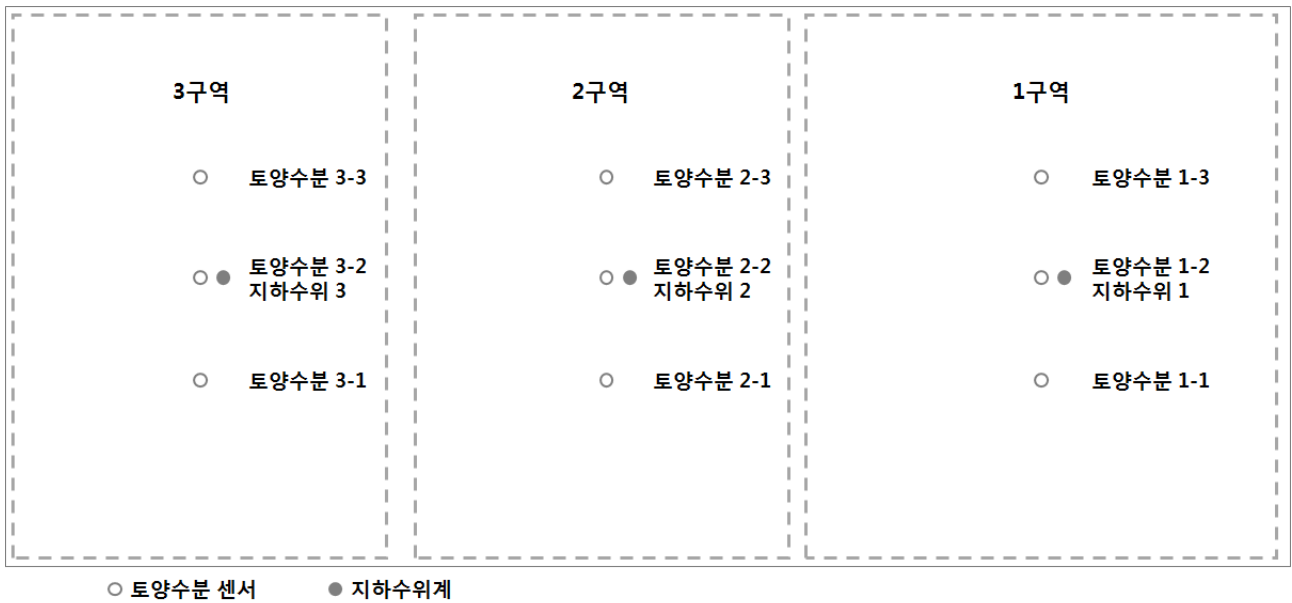 3구역
2구역
1구역
토양수분 3-3
토양수분 2-3
토양수분 1-3
토양수분 3-2
지하수위 3
토양수분 2-2
지하수위 2
토양수분 1-2
지하수위 1
토양수분 3-1
토양수분 2-1
토양수분 1-1
토양수분 센서
지하수위계